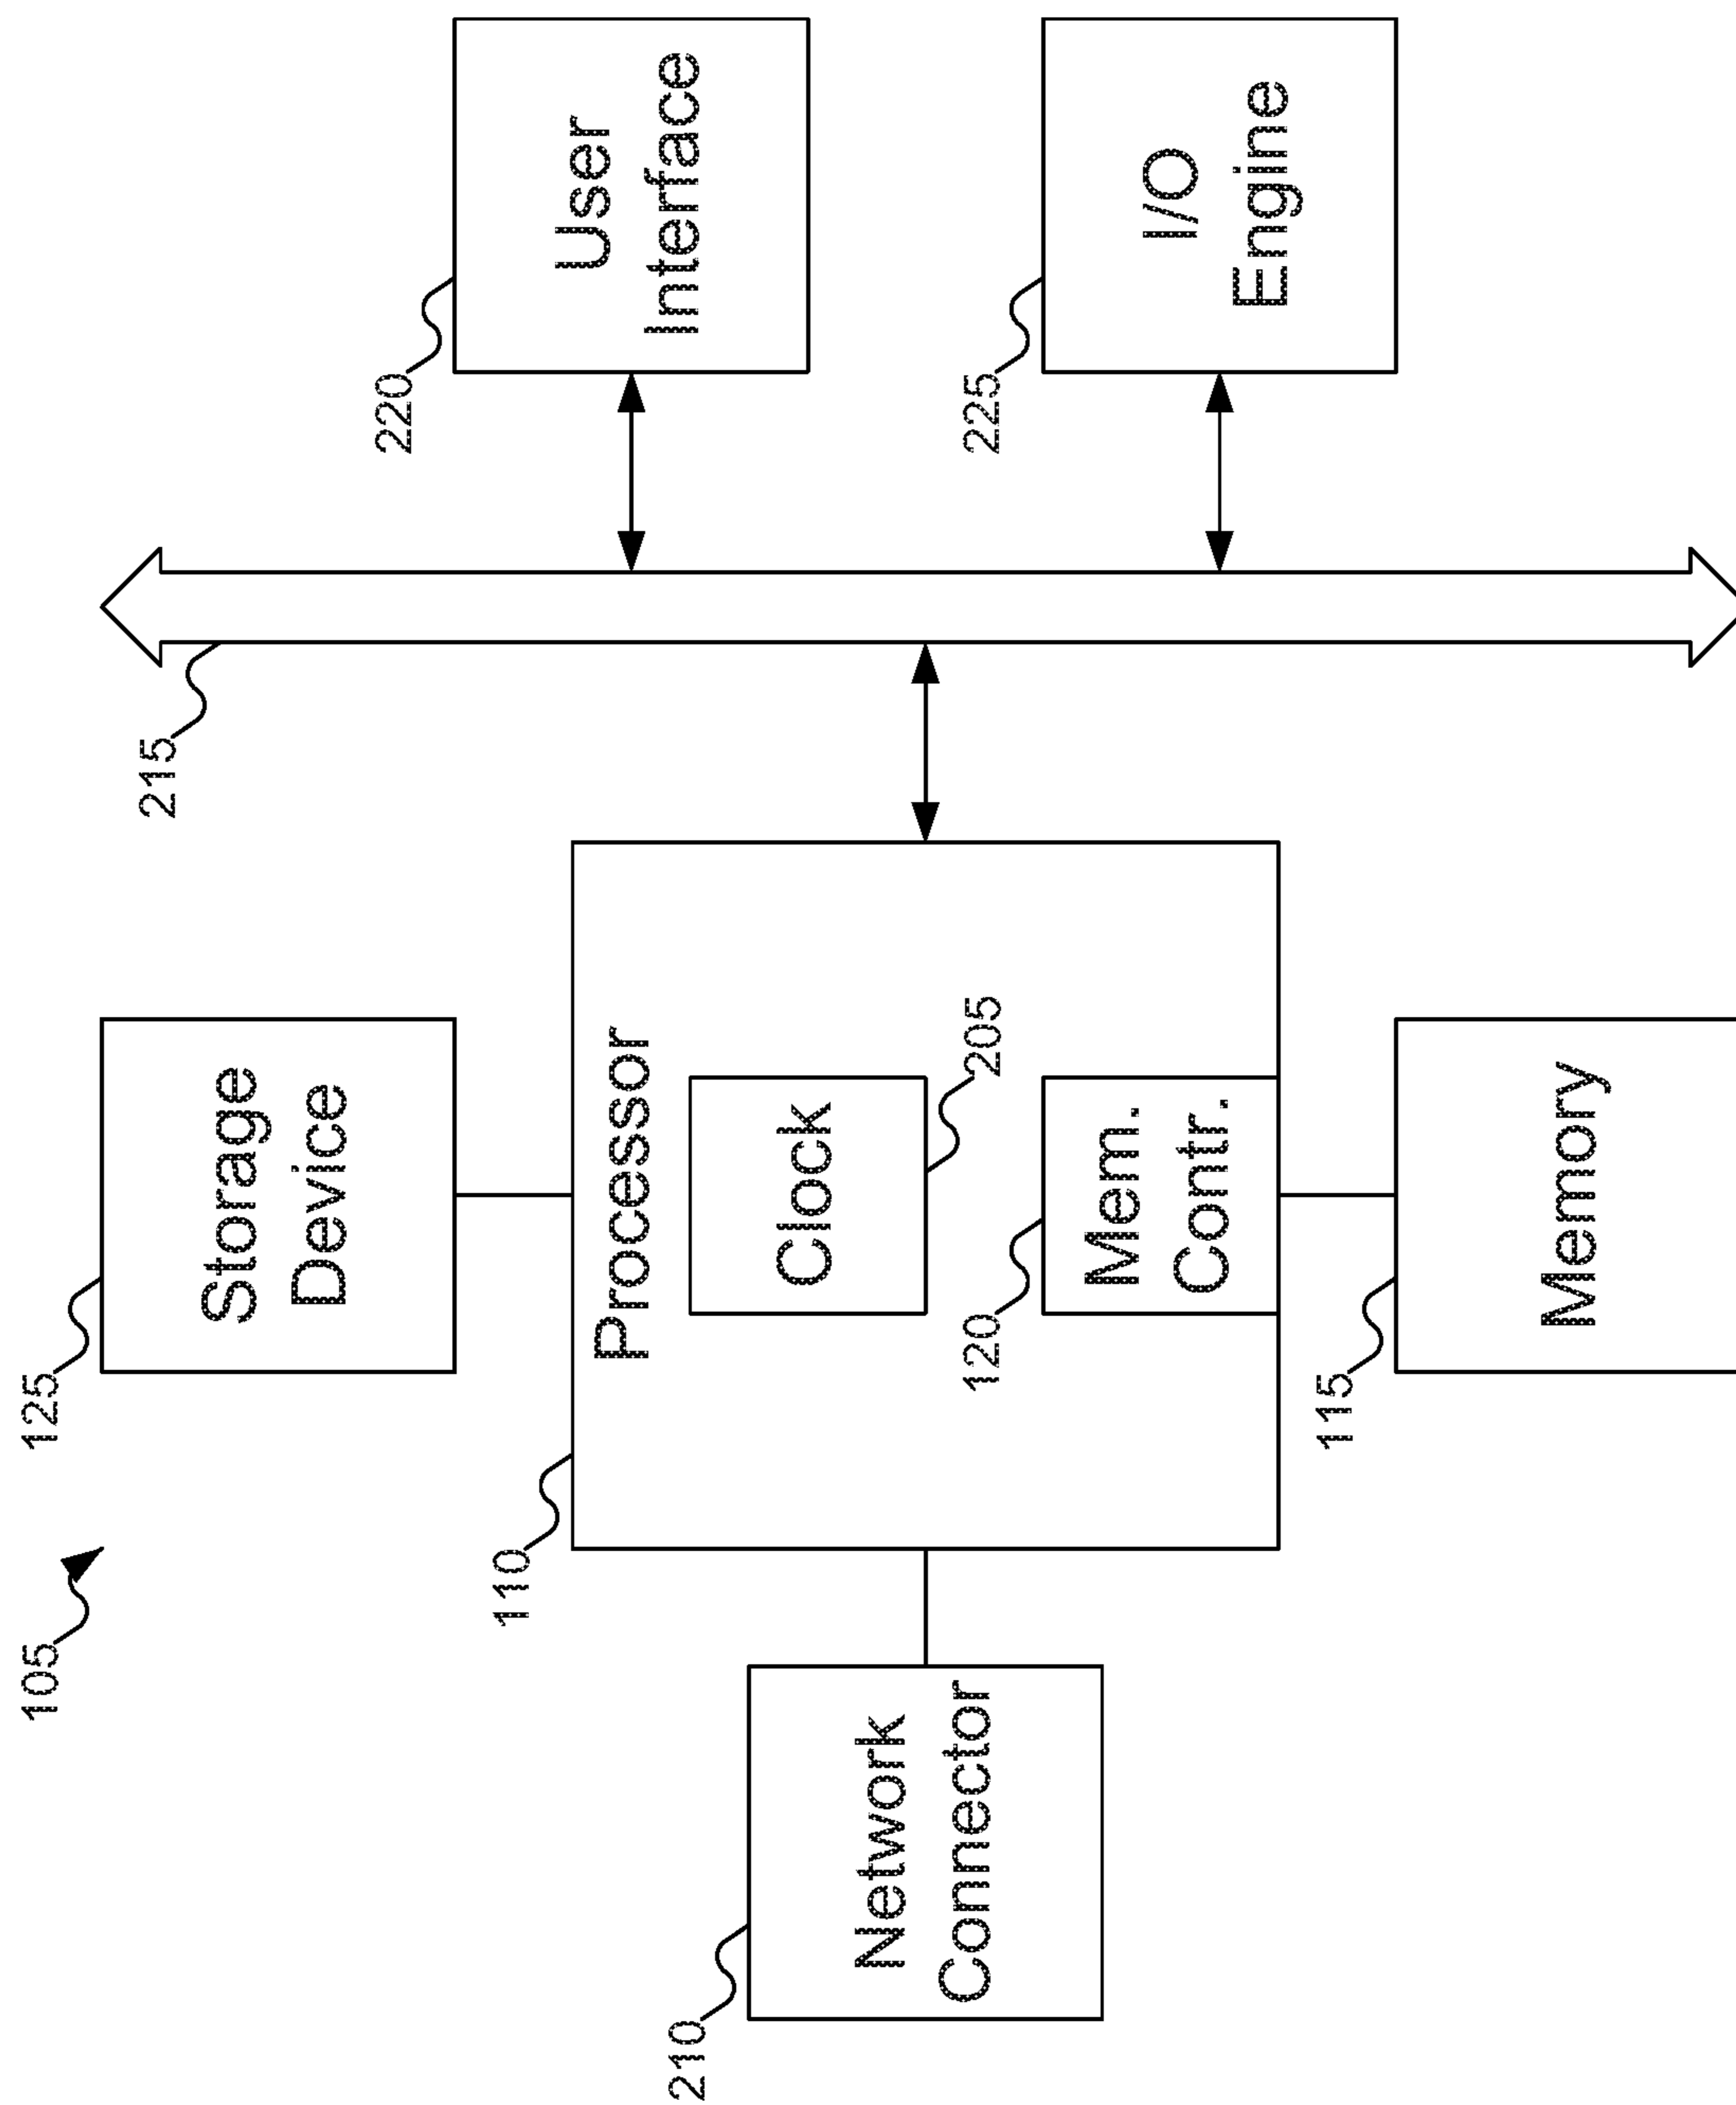 105
125
Storage
Device
215
220
User
Interface
110
Processor
Clock
205
210
Network
Connector
120
Mem.
Contr.
225
I/O
Engine
115
Memory